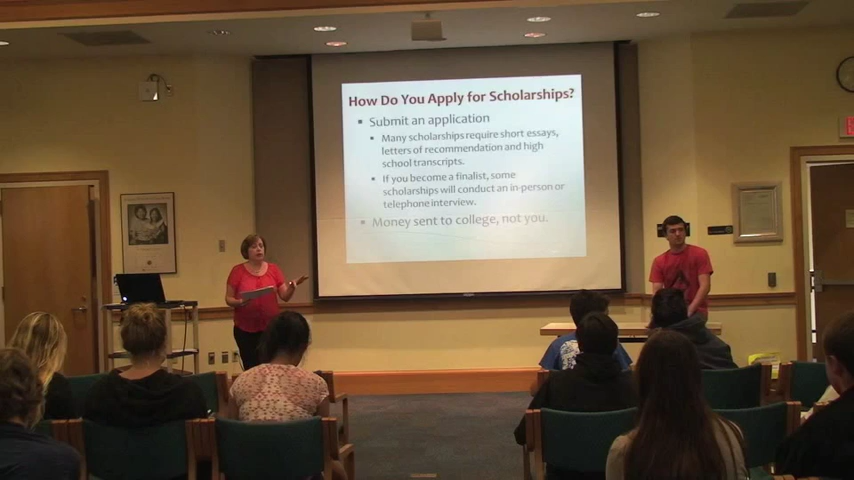 How Do You Apply for Scholarships?
▪ Submit an application
▪ Many scholarships require short essays,
letters of recommendation and high
school transcripts.
▪ If you become a finalist, some
scholarships will conduct an in-person or
telephone interview.
▪ Money sent to college, not you.